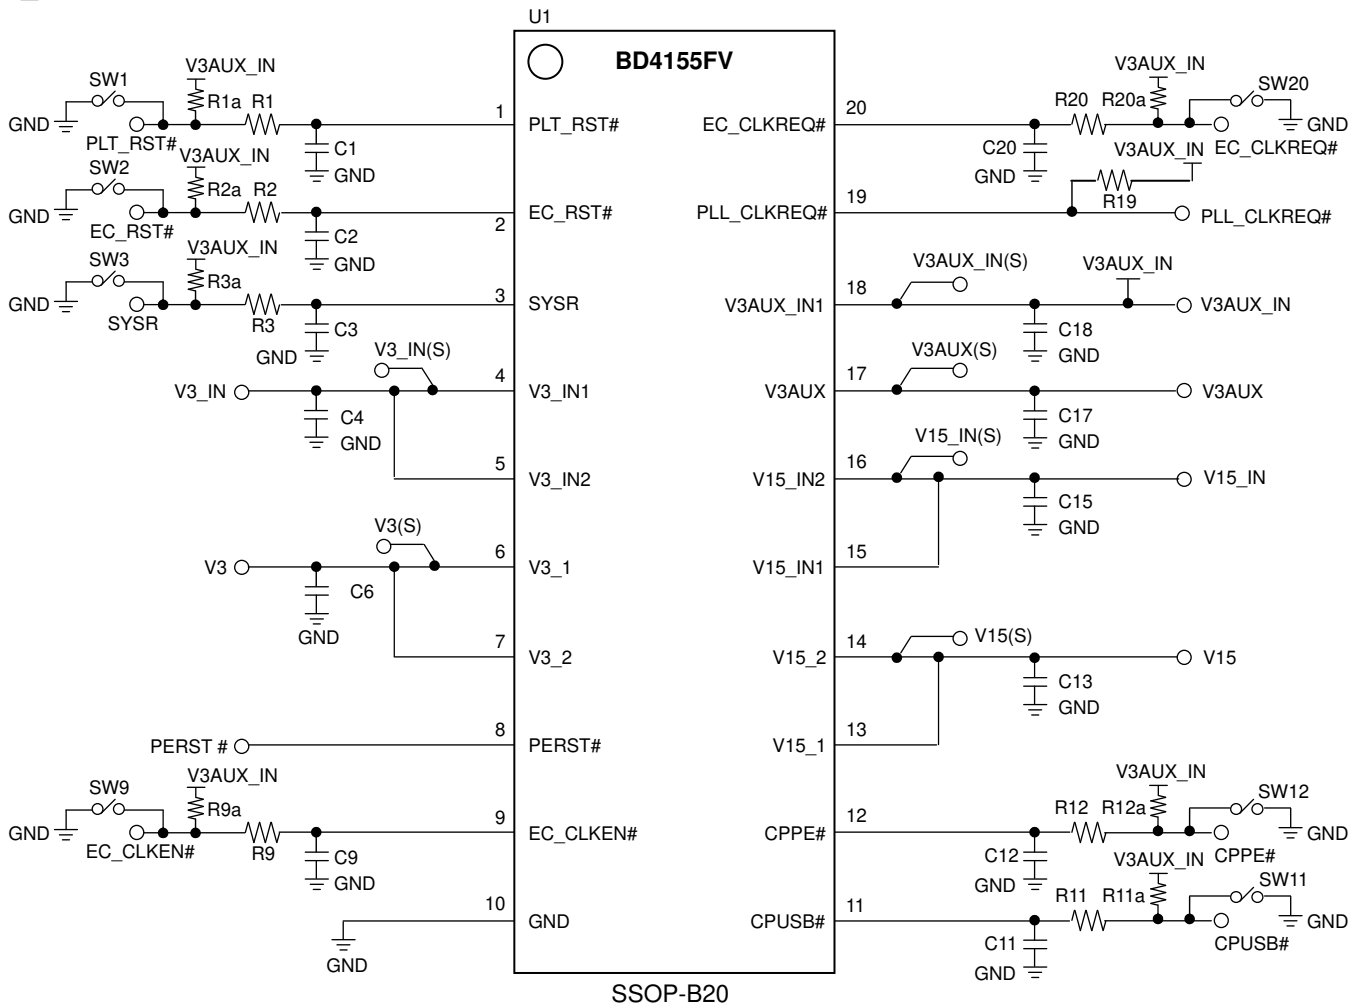 U1
BD4155FV
SW1
V3AUX_IN
R1a R1
GND
PLT_RST#
1
PLT_RST#
C1
GND
SW2
V3AUX_IN
R2a R2
GND
EC_RST#
2
EC_RST#
C2
GND
SW3
V3AUX_IN
R3a
GND
SYSR
R3
3
SYSR
C3
GND
V3_IN(S)
V3_IN
4
V3_IN1
C4
GND
5
V3_IN2
V3(S)
V3
6
V3_1
C6
GND
7
V3_2
PERST #
8
PERST#
SW9
V3AUX_IN
R9a
GND
EC_CLKEN#
R9
9
EC_CLKEN#
C9
GND
10
GND
GND
20
EC_CLKREQ#
V3AUX_IN
R20 R20a
SW20
GND
C20
GND
EC_CLKREQ#
V3AUX_IN
19
PLL_CLKREQ#
R19
PLL_CLKREQ#
V3AUX_IN(S)
V3AUX_IN
18
V3AUX_IN1
V3AUX_IN
C18
GND
V3AUX(S)
17
V3AUX
V3AUX
C17
GND
V15_IN(S)
16
V15_IN2
V15_IN
C15
GND
15
V15_IN1
14
V15_2
V15(S)
V15
C13
GND
13
V15_1
V3AUX_IN
12
CPPE#
R12 R12a
SW12
GND
C12
GND
CPPE#
V3AUX_IN
11
CPUSB#
R11 R11a
SW11
GND
C11
GND
CPUSB#
SSOP-B20